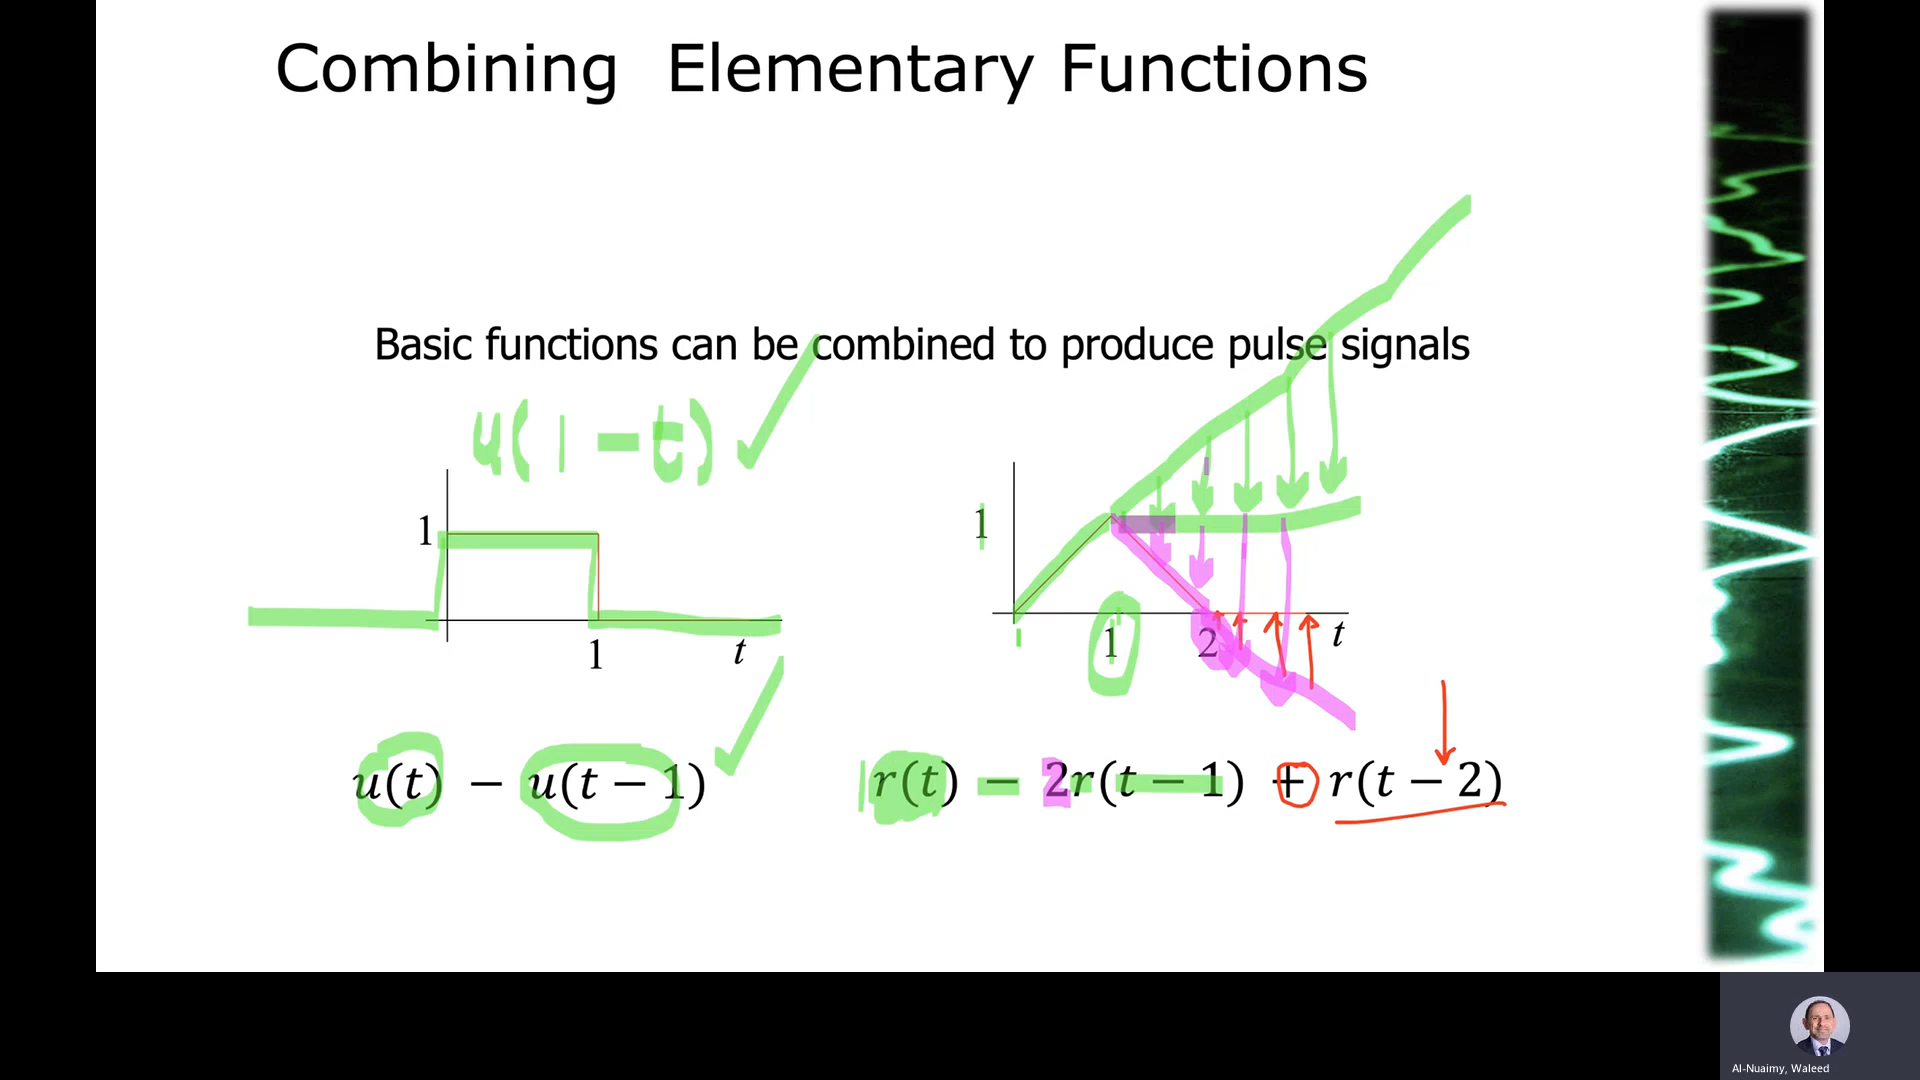 Combining Elementary Functions
Basic functions can be combined to produce pulse signals
u(1-t)
1
1
t
1
1
2
t
u(t) − u(t − 1)
r(t) − 2r(t − 1) + r(t − 2)
Al-Nuaimy, Waleed